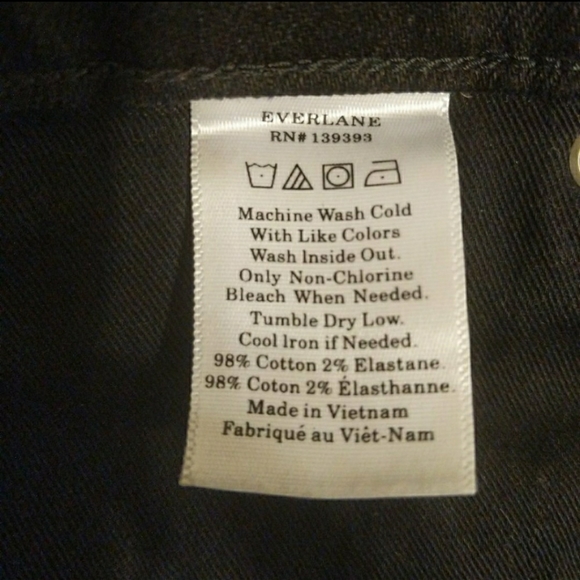 EVERLANE
RN# 139393
Machine Wash Cold
With Like Colors
Wash Inside Out.
Only Non-Chlorine
Bleach When Needed.
Tumble Dry Low.
Cool Iron if Needed.
98% Cotton 2% Elastane.
98% Coton 2% Élasthanne.
Made in Vietnam
Fabriqué au Viêt-Nam